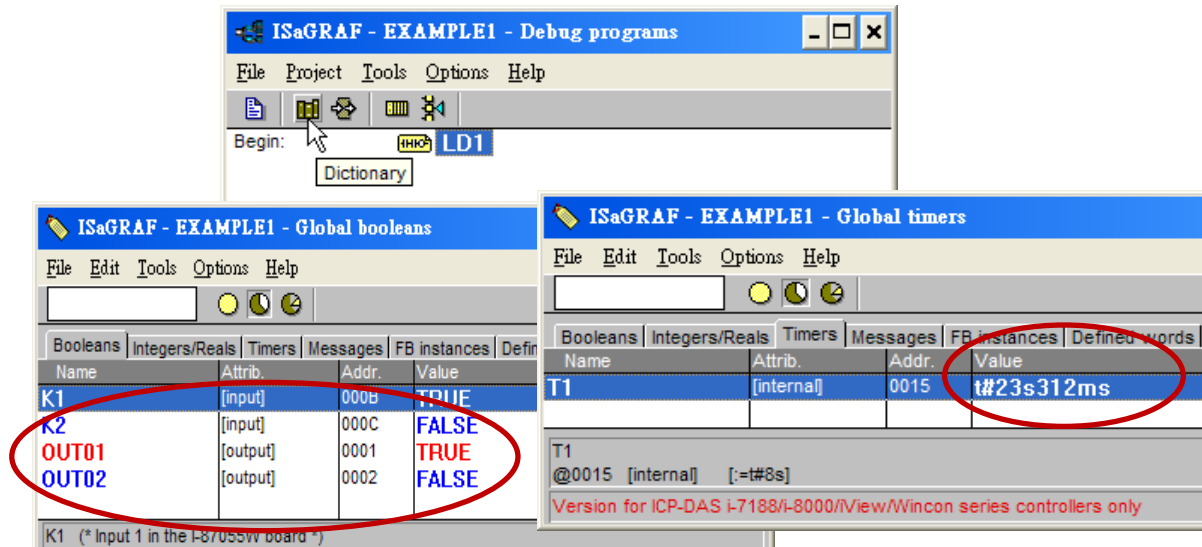 ISaGRAF - EXAMPLE1 - Debug programs
File Project Tools Options Help
Begin: LD1
Dictionary
ISaGRAF - EXAMPLE1 - Global booleans
File Edit Tools Options Help
Booleans Integers/Reals Timers Messages FB instances Defin
Name Attrib. Addr. Value
K1 [input] 000B TRUE
K2 [input] 000C FALSE
OUT01 [output] 0001 TRUE
OUT02 [output] 0002 FALSE
K1 (* Input 1 in the I-87055W board *)
ISaGRAF - EXAMPLE1 - Global timers
File Edit Tools Options Help
Booleans Integers/Reals Timers Messages FB instances Defined words
Name Attrib. Addr. Value
T1 [internal] 0015 t#23s312ms
T1
@0015 [internal] [:=t#8s]
Version for ICP-DAS i-7188/i-8000/iView/Wincon series controllers only